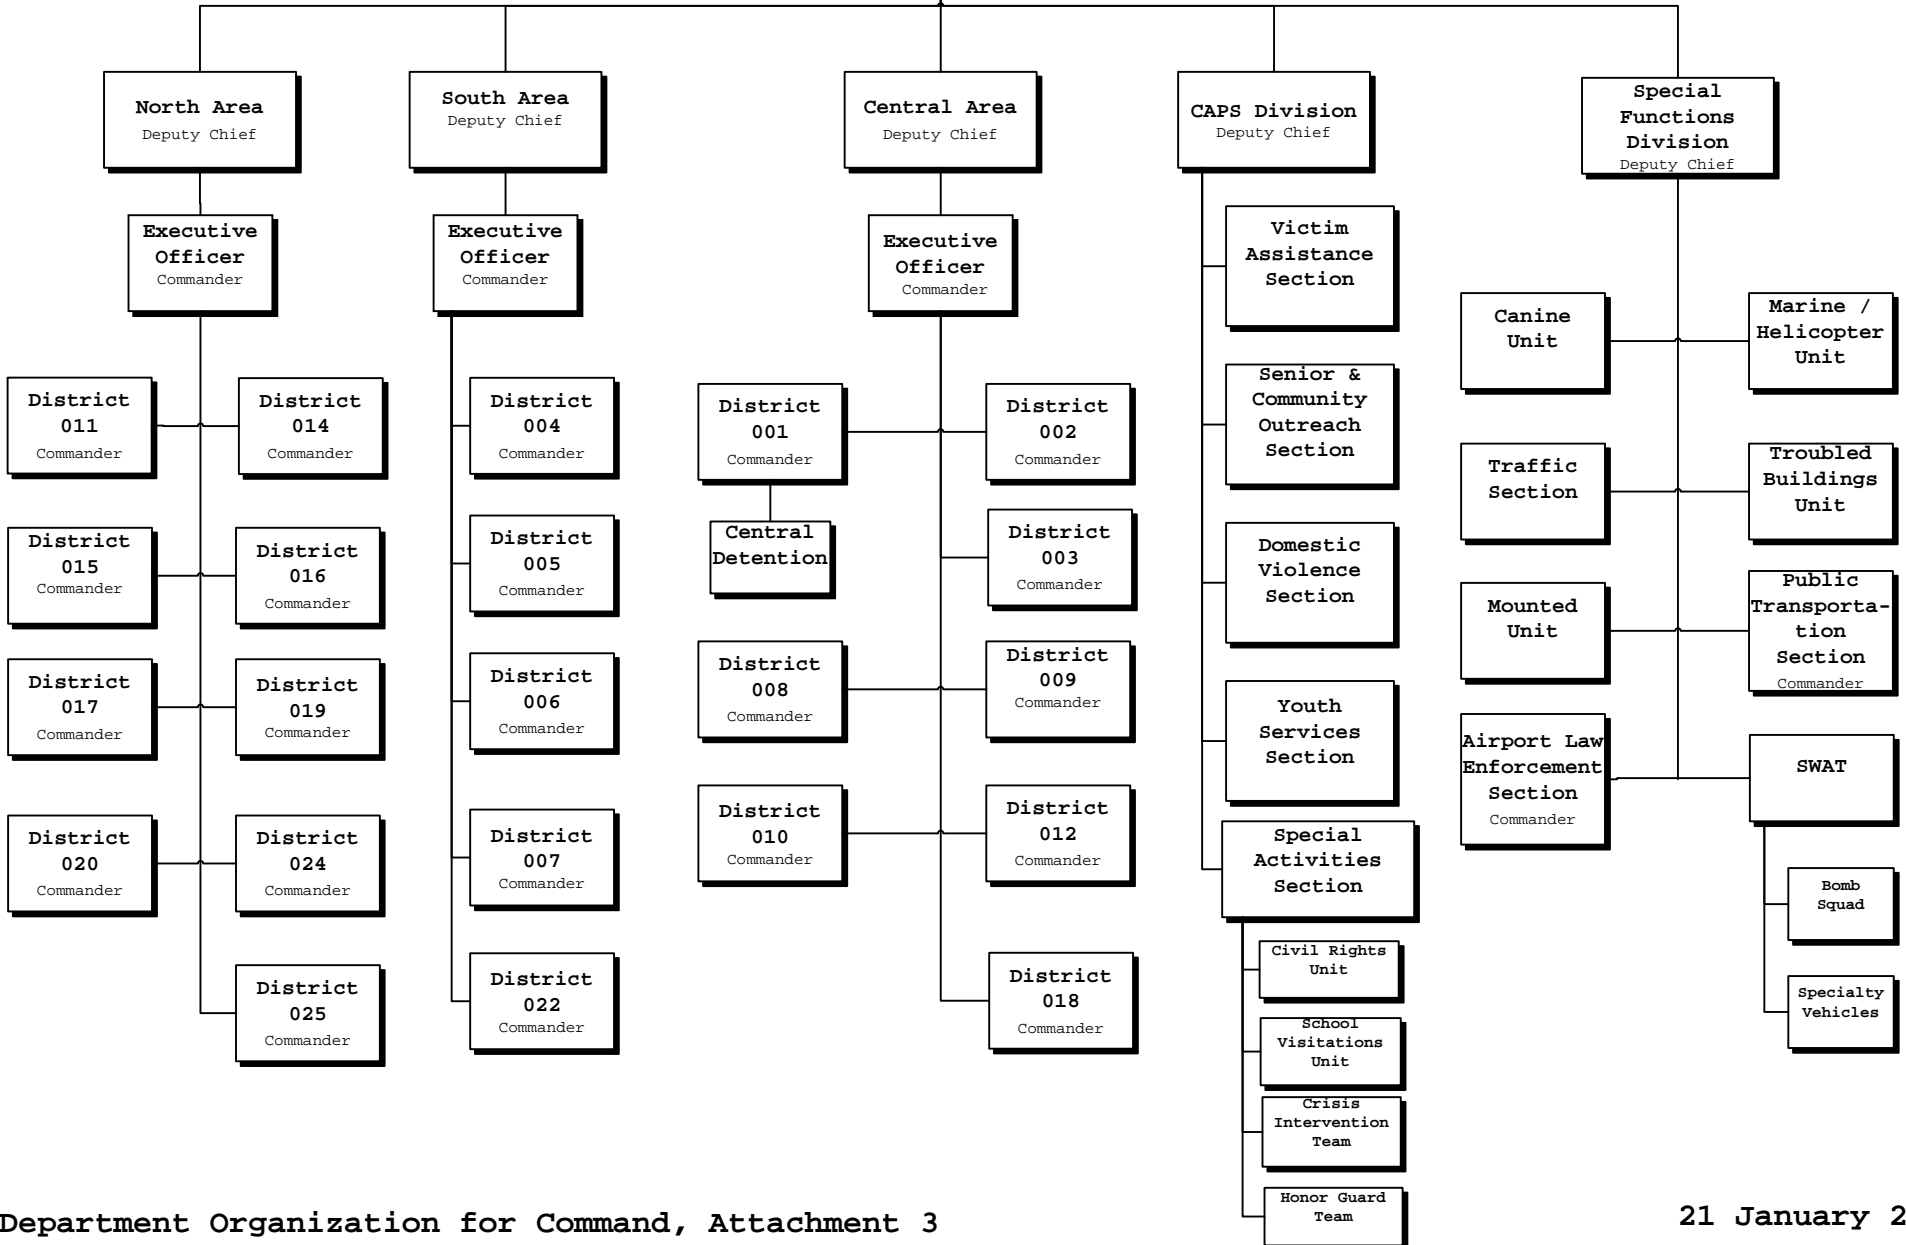 North Area
Deputy Chief
South Area
Deputy Chief
Central Area
Deputy Chief
CAPS Division
Deputy Chief
Special
Functions
Division
Deputy Chief
Executive
Officer
Commander
Executive
Officer
Commander
Executive
Officer
Commander
District
011
Commander
District
014
Commander
District
015
Commander
District
016
Commander
District
017
Commander
District
019
Commander
District
020
Commander
District
024
Commander
District
025
Commander
District
004
Commander
District
005
Commander
District
006
Commander
District
007
Commander
District
022
Commander
District
001
Commander
District
002
Commander
Central
Detention
District
003
Commander
District
008
Commander
District
009
Commander
District
010
Commander
District
012
Commander
District
018
Commander
Victim
Assistance
Section
Senior &
Community
Outreach
Section
Domestic
Violence
Section
Youth
Services
Section
Special
Activities
Section
Civil Rights
Unit
School
Visitations
Unit
Crisis
Intervention
Team
Honor Guard
Team
Canine
Unit
Marine /
Helicopter
Unit
Traffic
Section
Troubled
Buildings
Unit
Mounted
Unit
Public
Transporta-
tion
Section
Commander
Airport Law
Enforcement
Section
Commander
SWAT
Bomb
Squad
Specialty
Vehicles
Department Organization for Command, Attachment 3
21 January 2